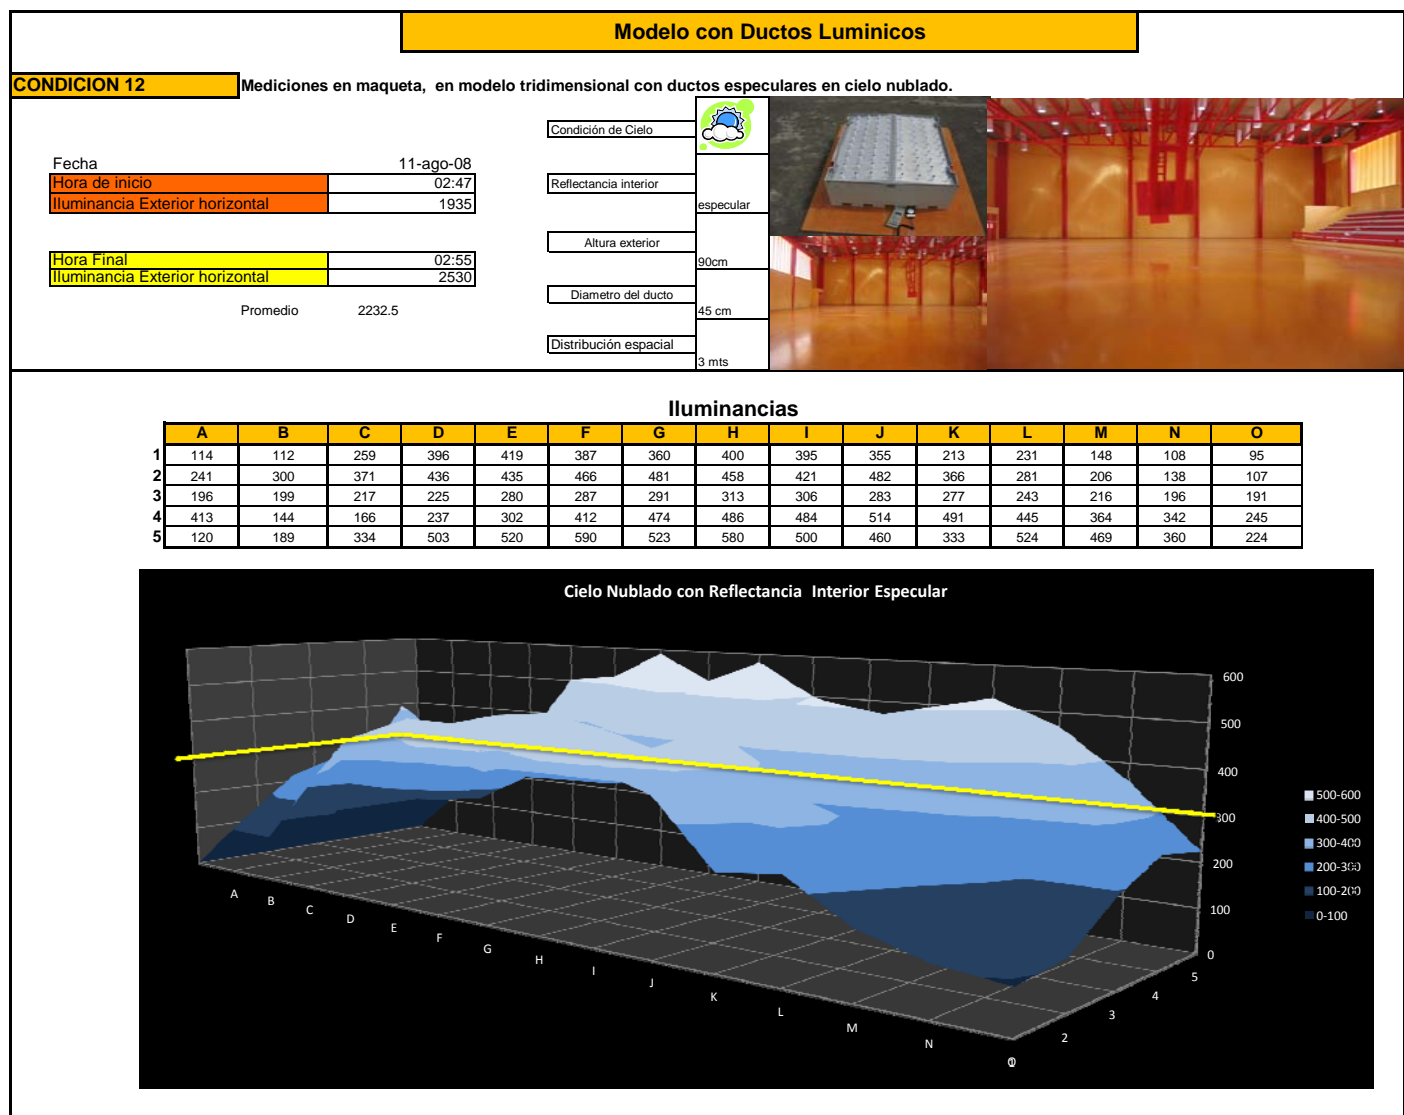 Modelo con Ductos Luminicos
CONDICION 12 Mediciones en maqueta, en modelo tridimensional con ductos especulares en cielo nublado.
Condición de Cielo
Fecha 11-ago-08
Hora de inicio 02:47
Iluminancia Exterior horizontal 1935
Reflectancia interior especular
Altura exterior 90cm
Hora Final 02:55
Iluminancia Exterior horizontal 2530
Diametro del ducto 45 cm
Promedio 2232.5
Distribución espacial 3 mts
Iluminancias
A B C D E F G H I J K L M N O
1 114 112 259 396 419 387 360 400 395 355 213 231 148 108 95
2 241 300 371 436 435 466 481 458 421 482 366 281 206 138 107
3 196 199 217 225 280 287 291 313 306 283 277 243 216 196 191
4 413 144 166 237 302 412 474 486 484 514 491 445 364 342 245
5 120 189 334 503 520 590 523 580 500 460 333 524 469 360 224
Cielo Nublado con Reflectancia Interior Especular
600
500
400
300
200
100
0
500-600
400-500
300-400
200-300
100-200
0-100
A B C D E F G H I J K L M N
2 3 4 5